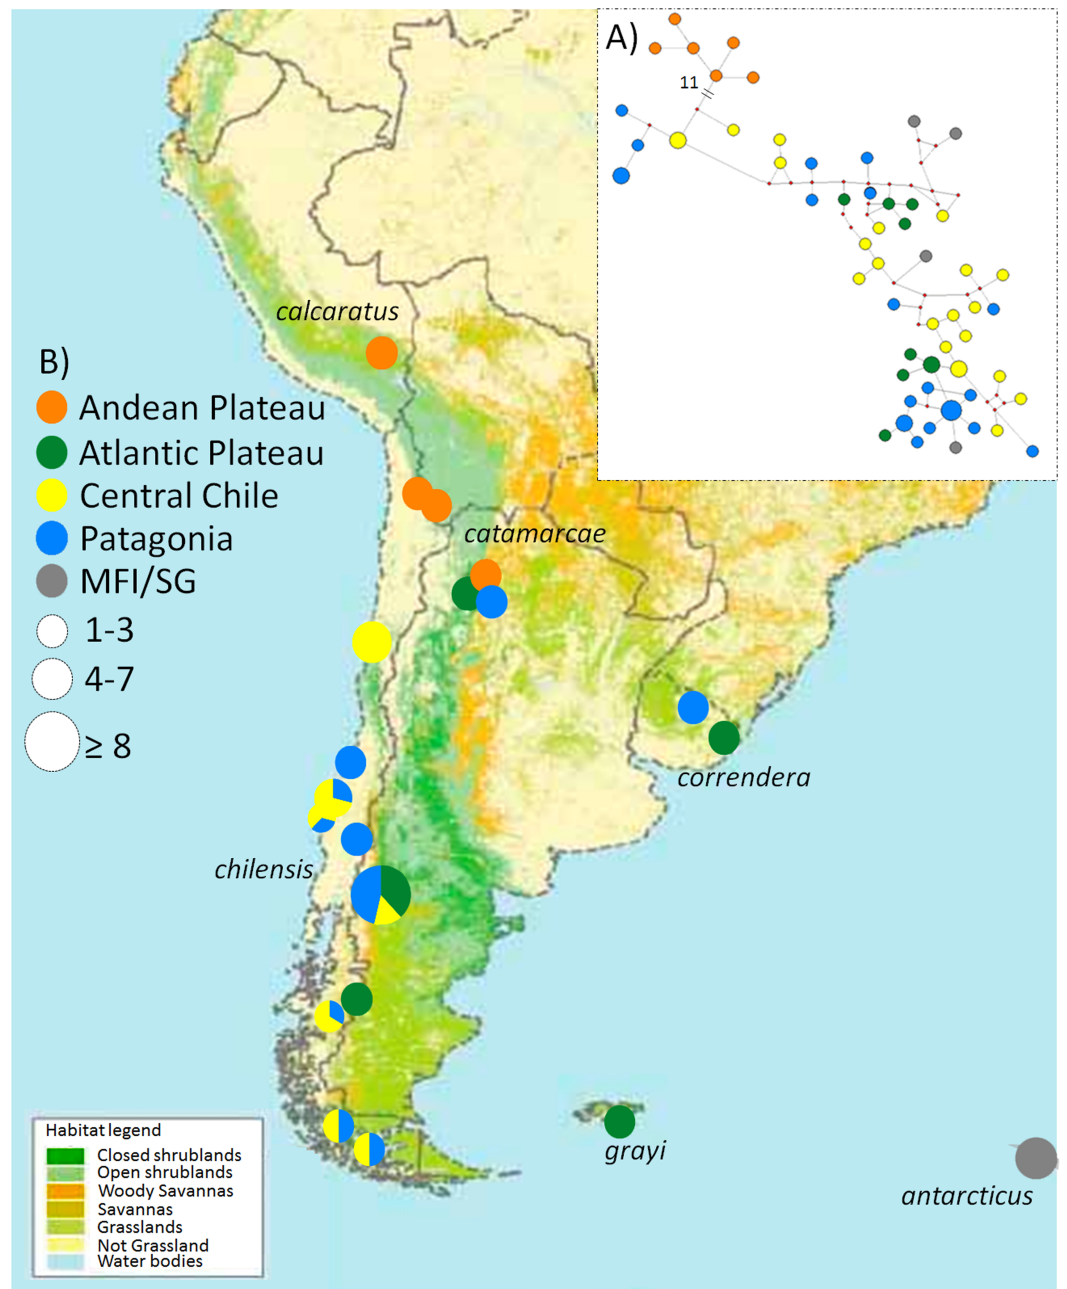 A)
11
calcaratus
B)
Andean Plateau
Atlantic Plateau
Central Chile
Patagonia
MFI/SG
1-3
4-7
≥ 8
catamarcae
correndera
chilensis
grayi
antarcticus
Habitat legend
Closed shrublands
Open shrublands
Woody Savannas
Savannas
Grasslands
Not Grassland
Water bodies